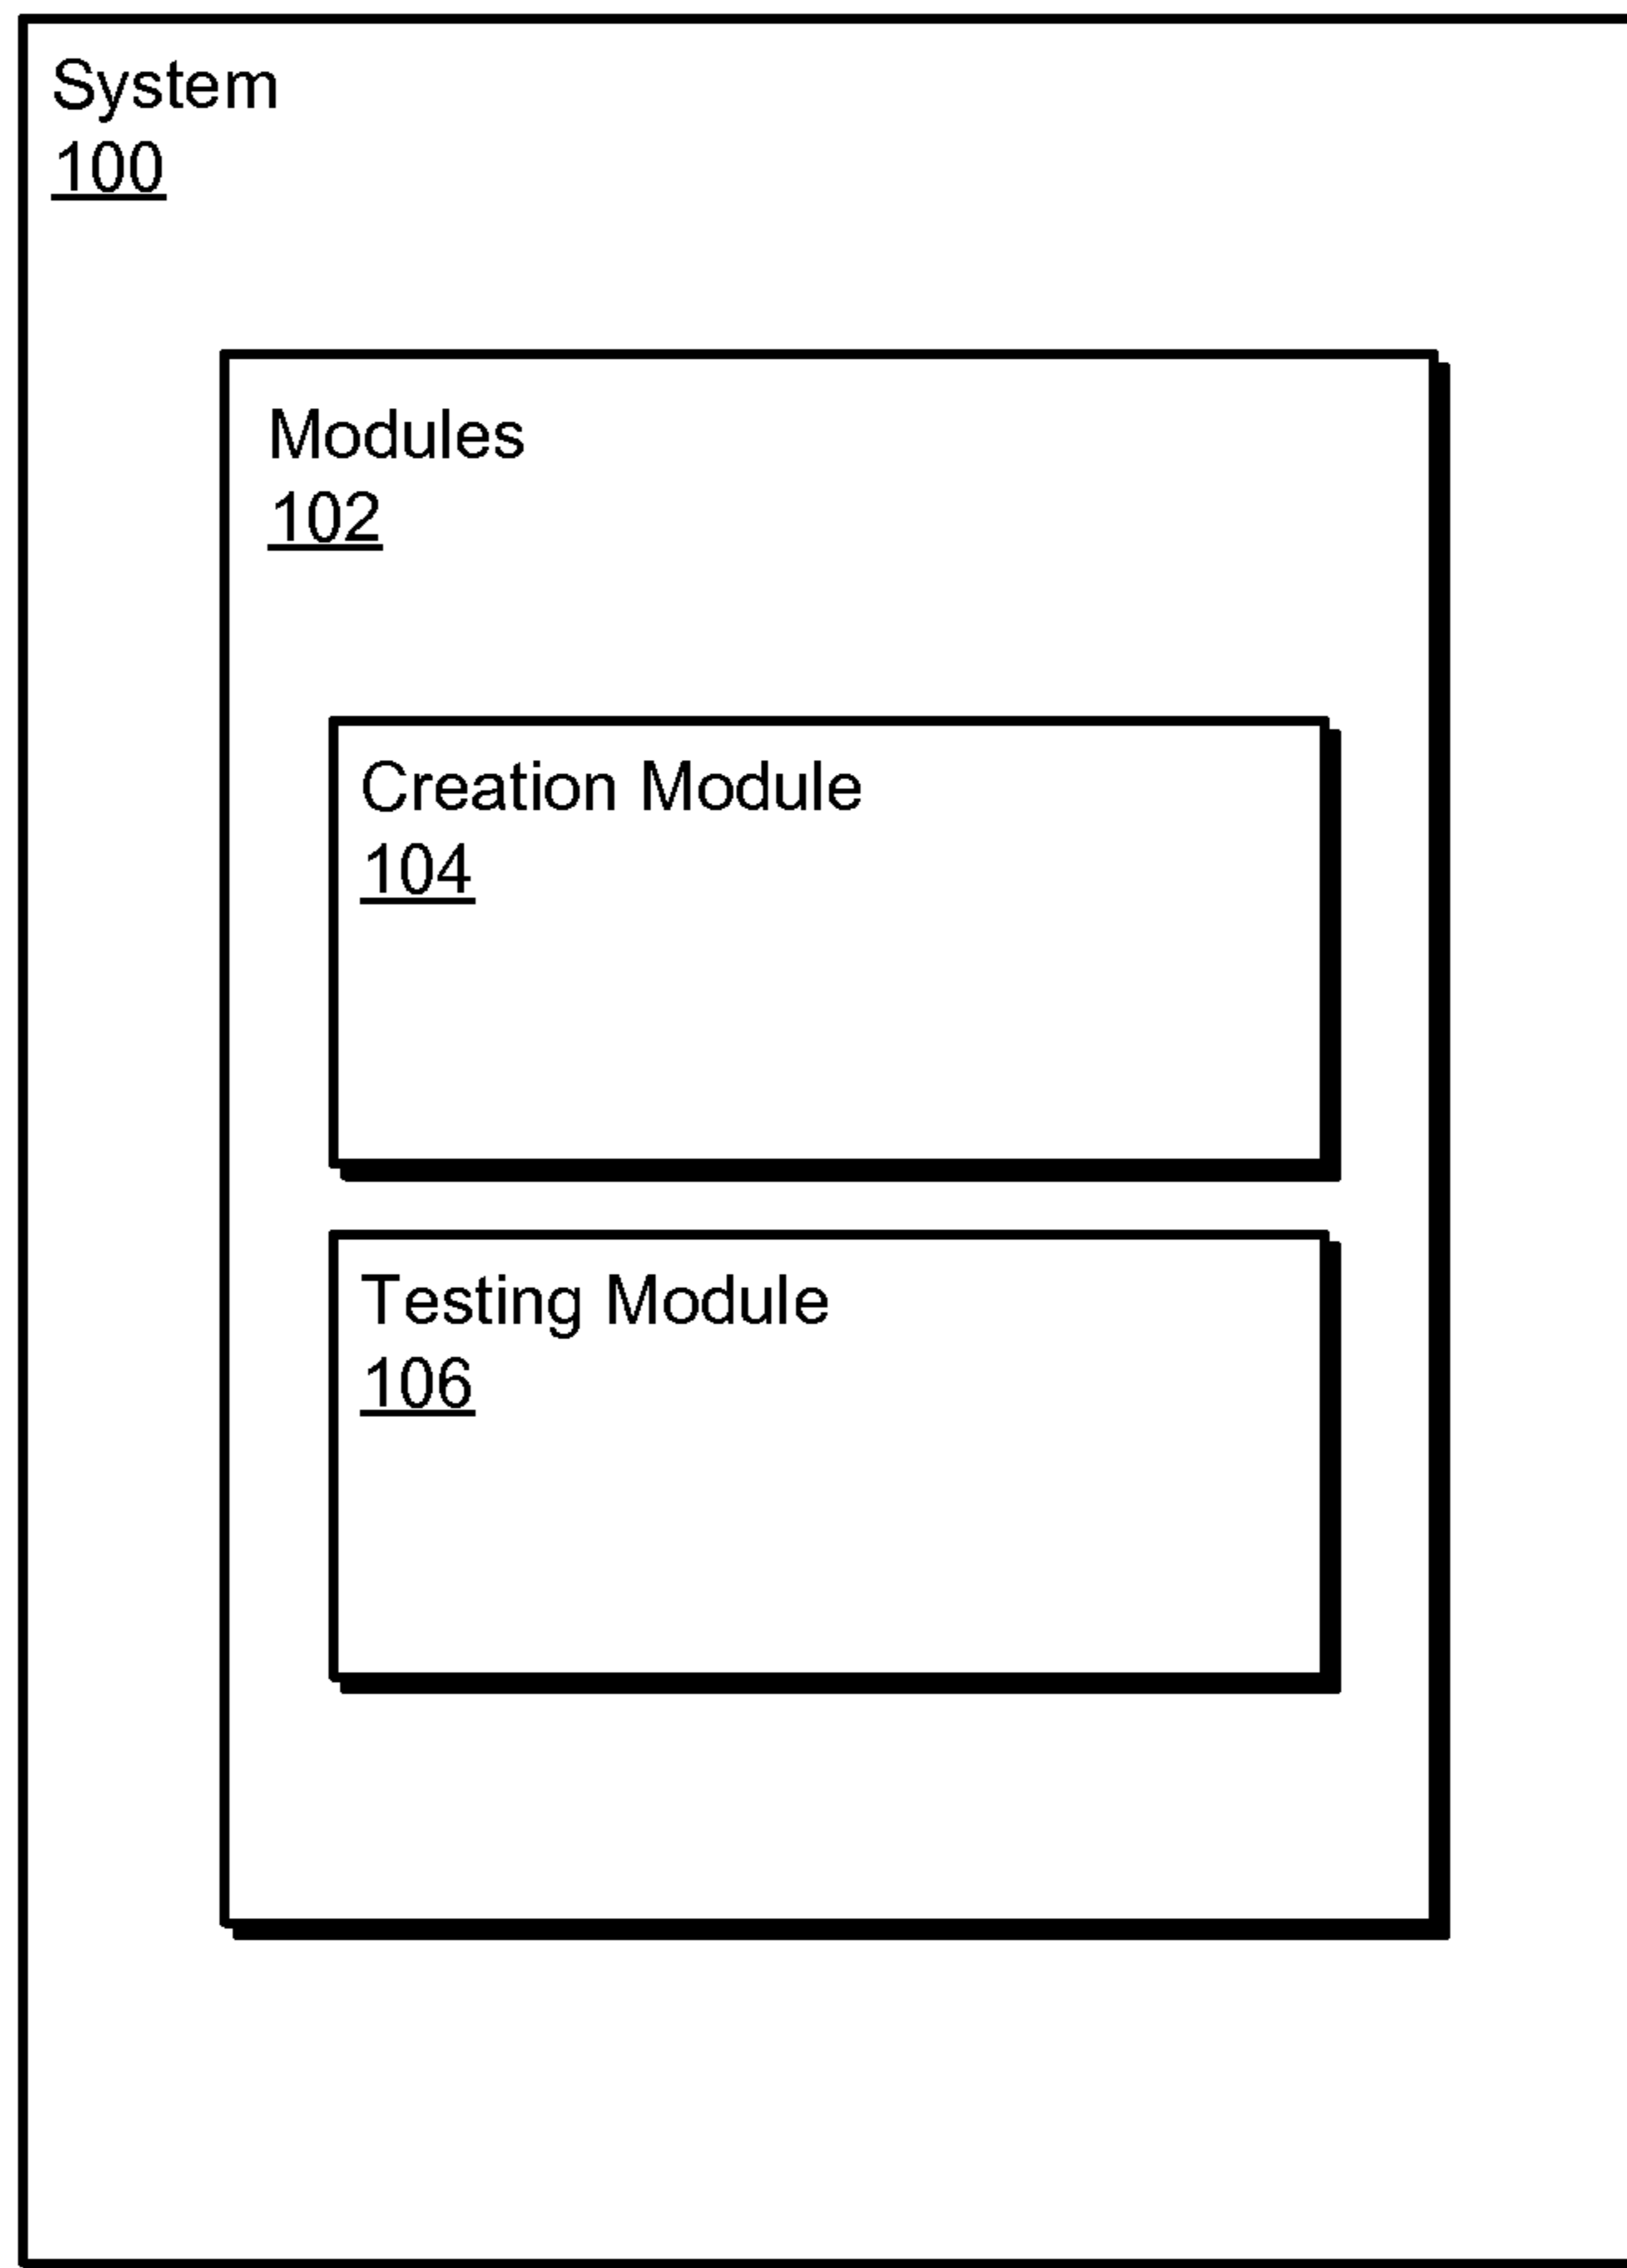 System
100
Modules
102
Creation Module
104
Testing Module
106